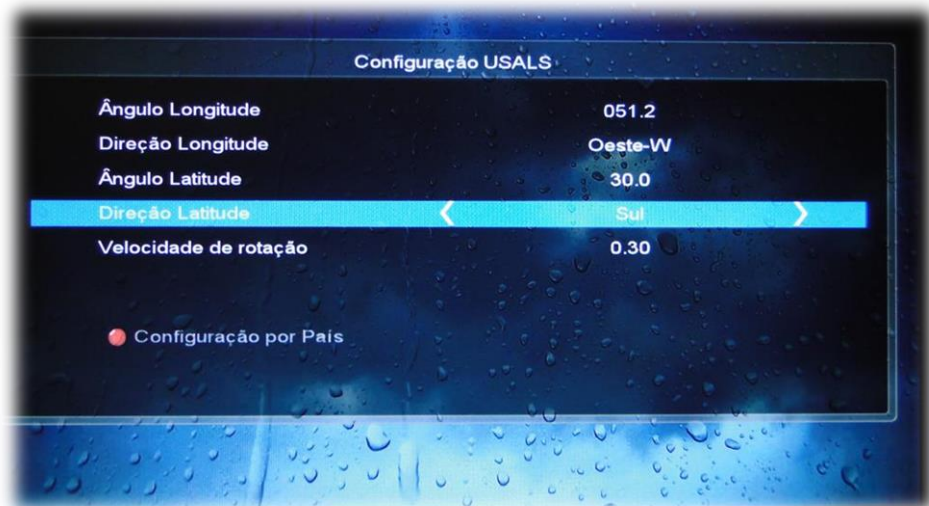 Configuração USALS
Ângulo Longitude 051.2
Direção Longitude Oeste-W
Ângulo Latitude 30.0
Direção Latitude Sul
Velocidade de rotação 0.30
Configuração por País